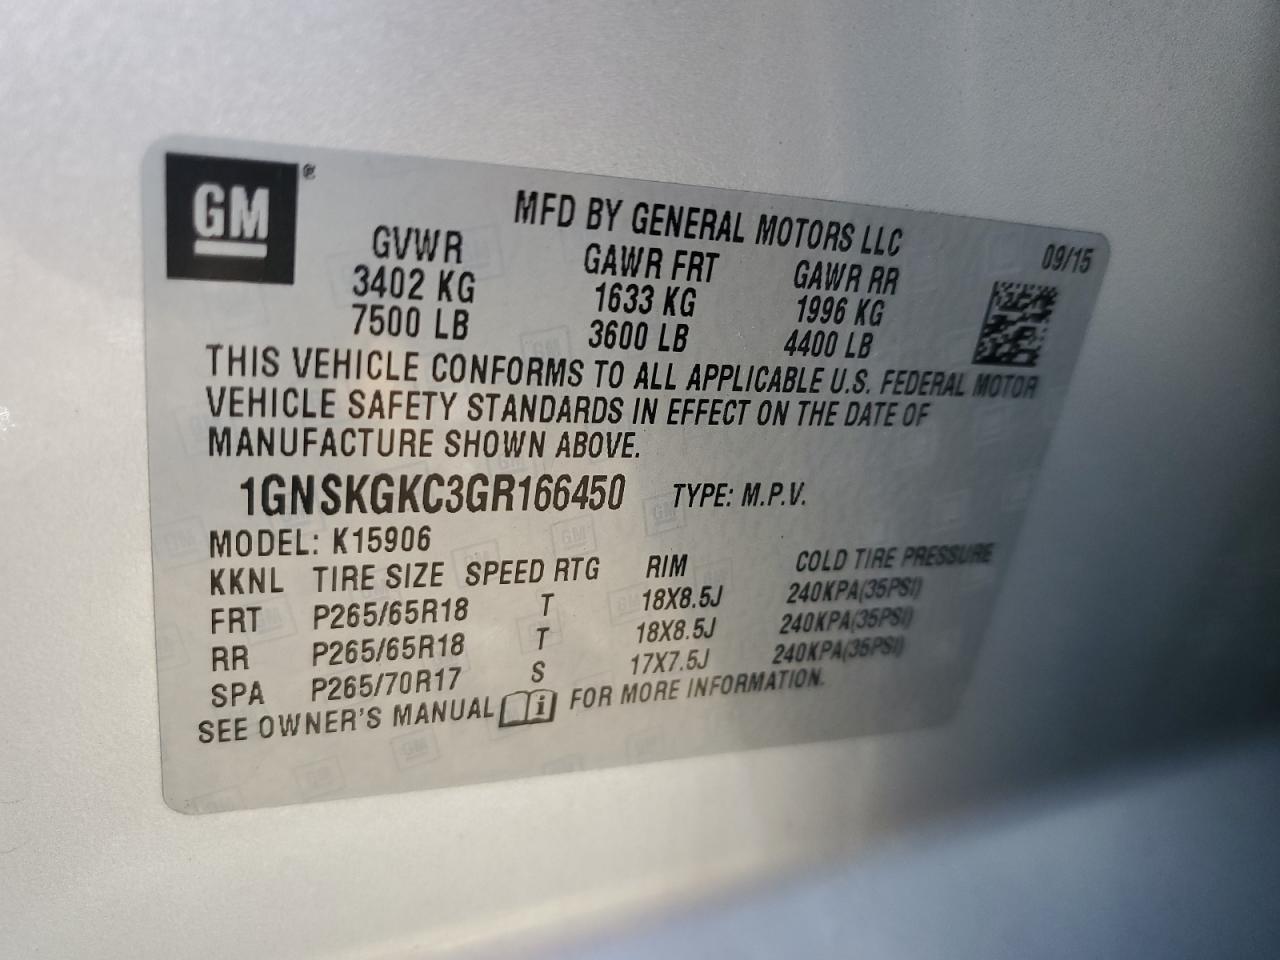 GM ®
MFD BY GENERAL MOTORS LLC 09/15
GVWR GAWR FRT GAWR RR
3402 KG 1633 KG 1996 KG
7500 LB 3600 LB 4400 LB
THIS VEHICLE CONFORMS TO ALL APPLICABLE U.S. FEDERAL MOTOR
VEHICLE SAFETY STANDARDS IN EFFECT ON THE DATE OF
MANUFACTURE SHOWN ABOVE.
1GNSKGKC3GR166450 TYPE: M.P.V.
MODEL: K15906
KKNL TIRE SIZE SPEED RTG RIM COLD TIRE PRESSURE
FRT P265/65R18 T 18X8.5J 240KPA(35PSI)
RR P265/65R18 T 18X8.5J 240KPA(35PSI)
SPA P265/70R17 S 17X7.5J 240KPA(35PSI)
SEE OWNER'S MANUAL i FOR MORE INFORMATION.